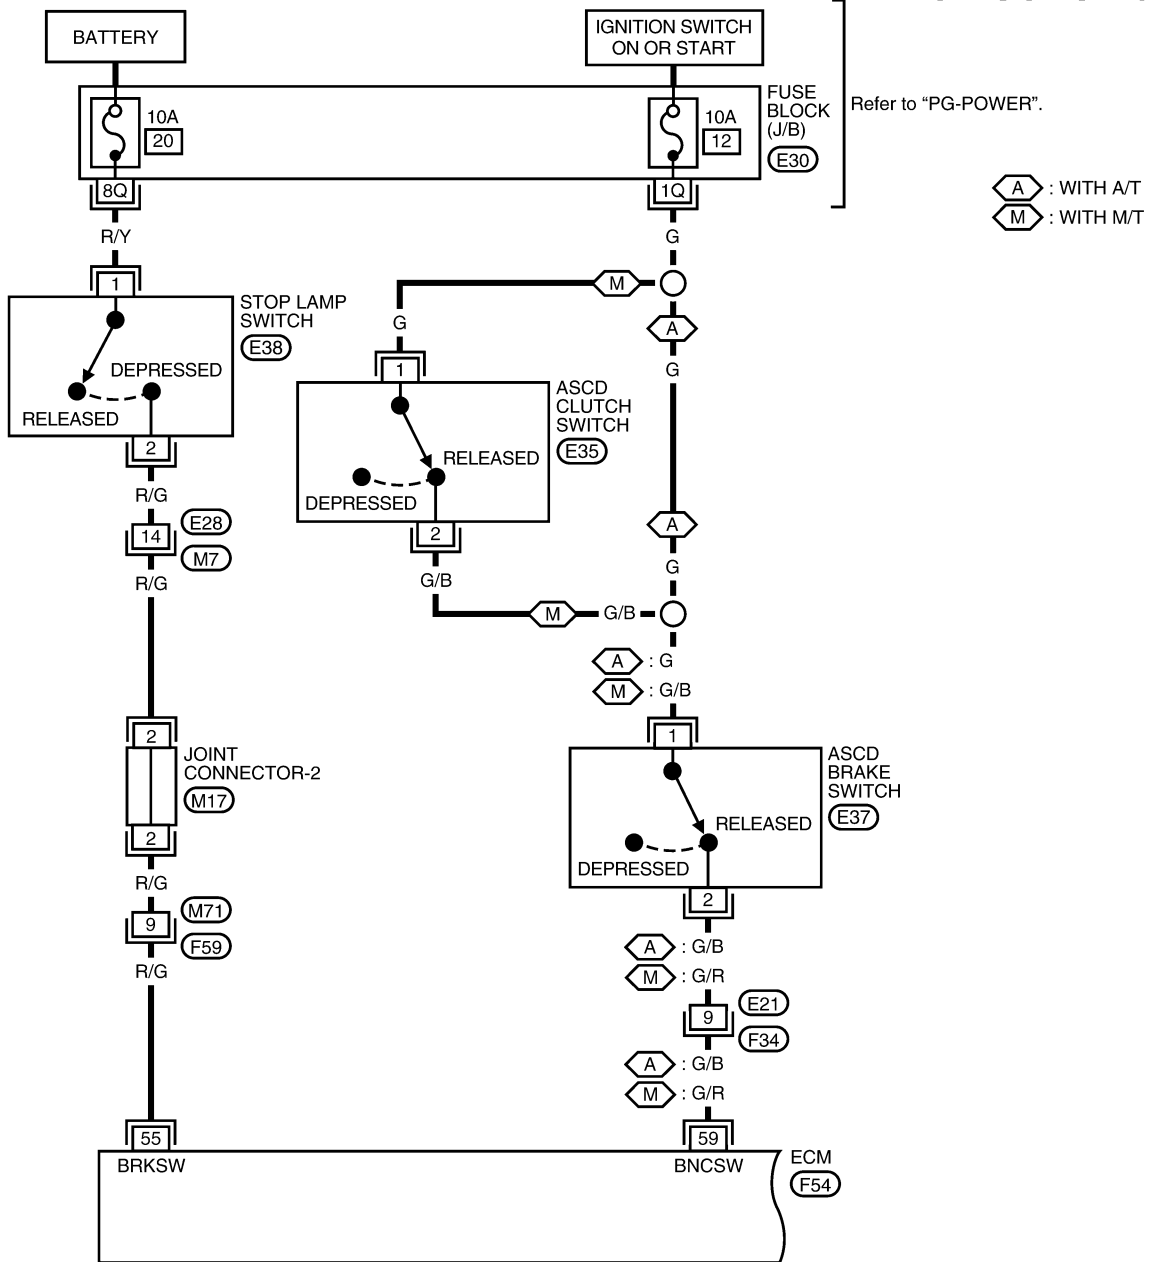 BATTERY
IGNITION SWITCH
ON OR START
10A
20
10A
12
FUSE
BLOCK
(J/B)
E30
Refer to “PG-POWER”.
8Q
1Q
A : WITH A/T
M : WITH M/T
R/Y
G
1
M
STOP LAMP
SWITCH
E38
G
A
DEPRESSED
RELEASED
1
G
ASCD
CLUTCH
SWITCH
E35
2
RELEASED
DEPRESSED
R/G
14
E28
M7
2
A
R/G
G/B
G
M
G/B
A : G
M : G/B
2
1
JOINT
CONNECTOR-2
M17
ASCD
BRAKE
SWITCH
E37
2
RELEASED
DEPRESSED
R/G
2
9
M71
F59
A : G/B
M : G/R
R/G
9
E21
F34
A : G/B
M : G/R
55
59
BRKSW
BNCSW
ECM
F54